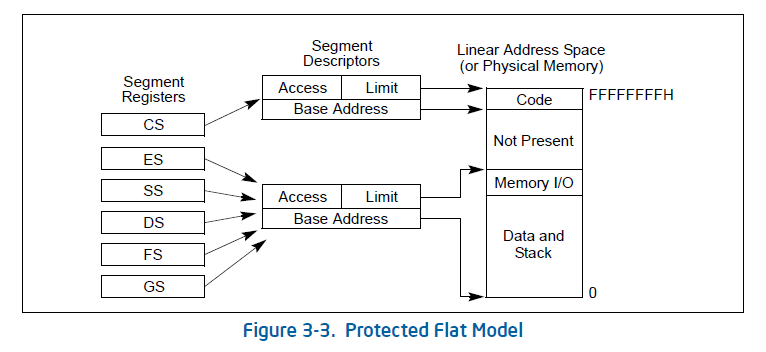 Segment
Registers
CS
ES
SS
DS
FS
GS
Segment
Descriptors
Access Limit
Base Address
Access Limit
Base Address
Linear Address Space
(or Physical Memory)
Code FFFFFFFFH
Not Present
Memory I/O
Data and
Stack
0
Figure 3-3. Protected Flat Model